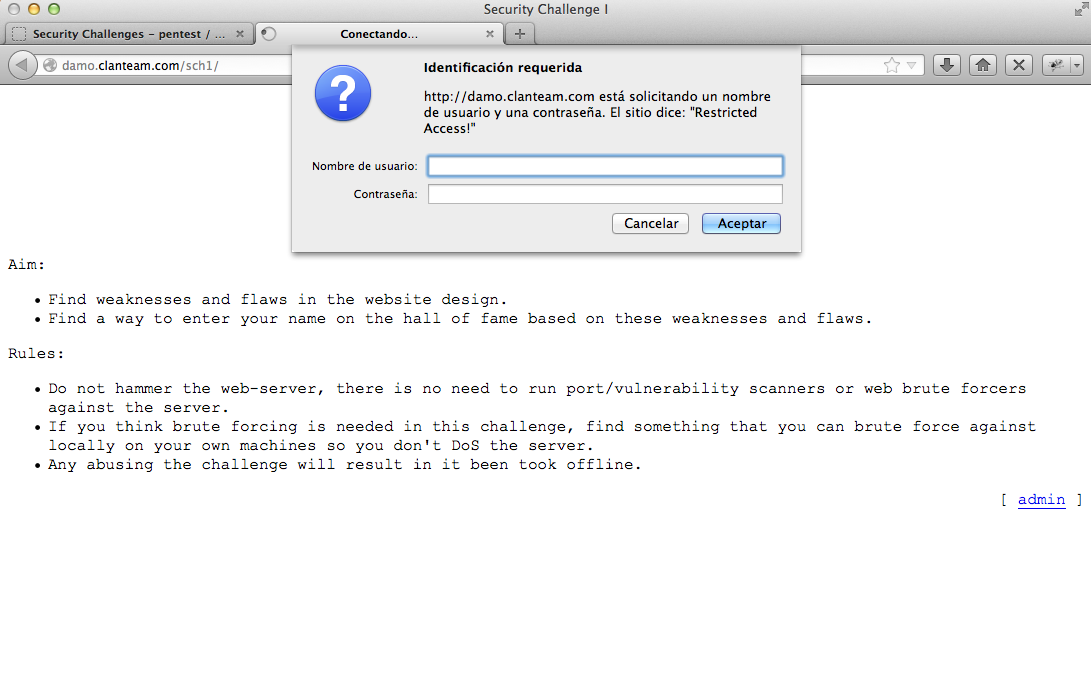 Security Challenge I
Security Challenges – pentest / ...
Conectando...
damo.clanteam.com/sch1/
Identificación requerida
http://damo.clanteam.com está solicitando un nombre
de usuario y una contraseña. El sitio dice: "Restricted
Access!"
Nombre de usuario:
Contraseña:
Cancelar
Aceptar
Aim:
• Find weaknesses and flaws in the website design.
• Find a way to enter your name on the hall of fame based on these weaknesses and flaws.
Rules:
• Do not hammer the web-server, there is no need to run port/vulnerability scanners or web brute forcers
against the server.
• If you think brute forcing is needed in this challenge, find something that you can brute force against
locally on your own machines so you don't DoS the server.
• Any abusing the challenge will result in it been took offline.
[ admin ]